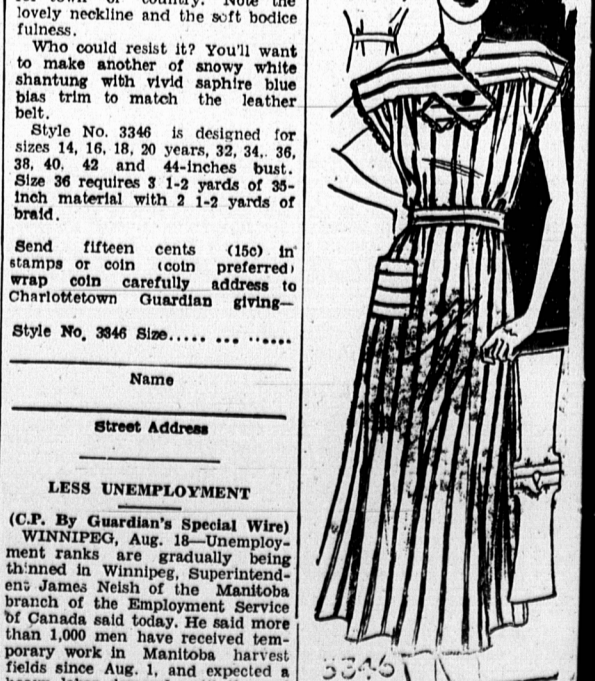 lovely neckline and the soft bodice
fulness.
Who could resist it? You'll want
to make another of snowy white
shantung with vivid saphire blue
bias trim to match the leather
belt.
Style No. 3346 is designed for
sizes 14, 16, 18, 20 years, 32, 34, 36,
38, 40, 42 and 44-inches bust.
Size 36 requires 3 1-2 yards of 35-
inch material with 2 1-2 yards of
braid.
Send fifteen cents (15c) in
stamps or coin (coin preferred)
wrap coin carefully address to
Charlottetown Guardian giving—
Style No. 3346 Size..... ... ......
Name
Street Address
LESS UNEMPLOYMENT
(C.P. By Guardian's Special Wire)
WINNIPEG, Aug. 18—Unemploy-
ment ranks are gradually being
thinned in Winnipeg, Superintend-
ent James Neish of the Manitoba
branch of the Employment Service
of Canada said today. He said more
than 1,000 men have received tem-
porary work in Manitoba harvest
fields since Aug. 1, and expected a
3346